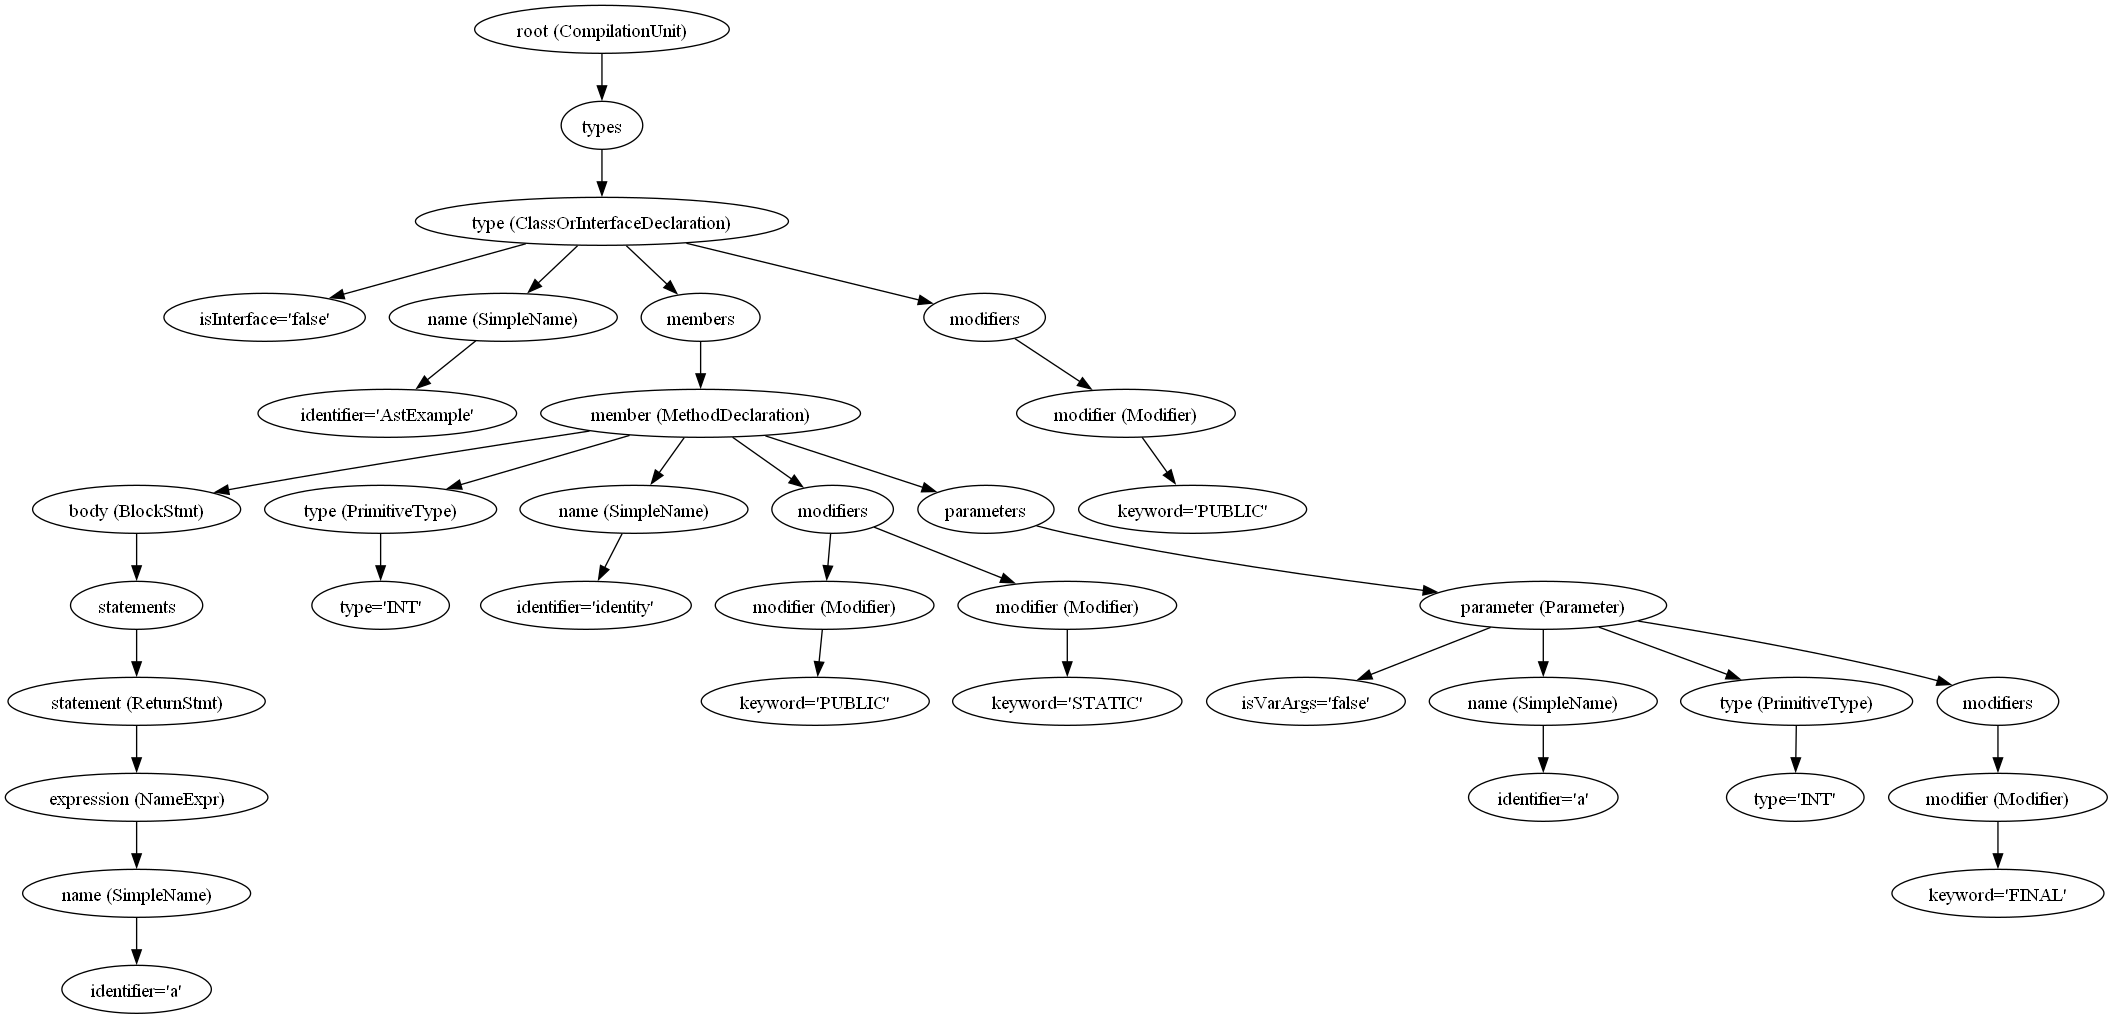 root (CompilationUnit)
types
type (ClassOrInterfaceDeclaration)
isInterface='false'
name (SimpleName)
members
modifiers
identifier='AstExample'
member (MethodDeclaration)
modifier (Modifier)
body (BlockStmt)
type (PrimitiveType)
name (SimpleName)
modifiers
parameters
keyword='PUBLIC'
statements
type='INT'
identifier='identity'
modifier (Modifier)
modifier (Modifier)
parameter (Parameter)
statement (ReturnStmt)
keyword='PUBLIC'
keyword='STATIC'
isVarArgs='false'
name (SimpleName)
type (PrimitiveType)
modifiers
expression (NameExpr)
identifier='a'
type='INT'
modifier (Modifier)
name (SimpleName)
keyword='FINAL'
identifier='a'